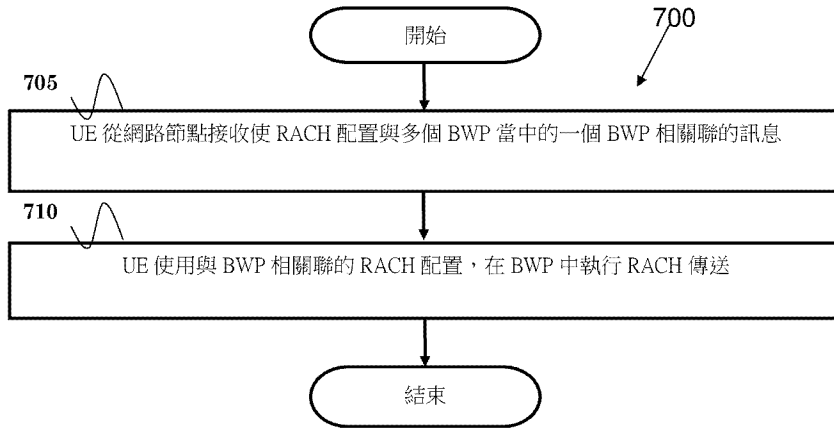 開始
700
705
UE 從網路節點接收使 RACH 配置與多個 BWP 當中的一個 BWP 相關聯的訊息
710
UE 使用與 BWP 相關聯的 RACH 配置，在 BWP 中執行 RACH 傳送
結束